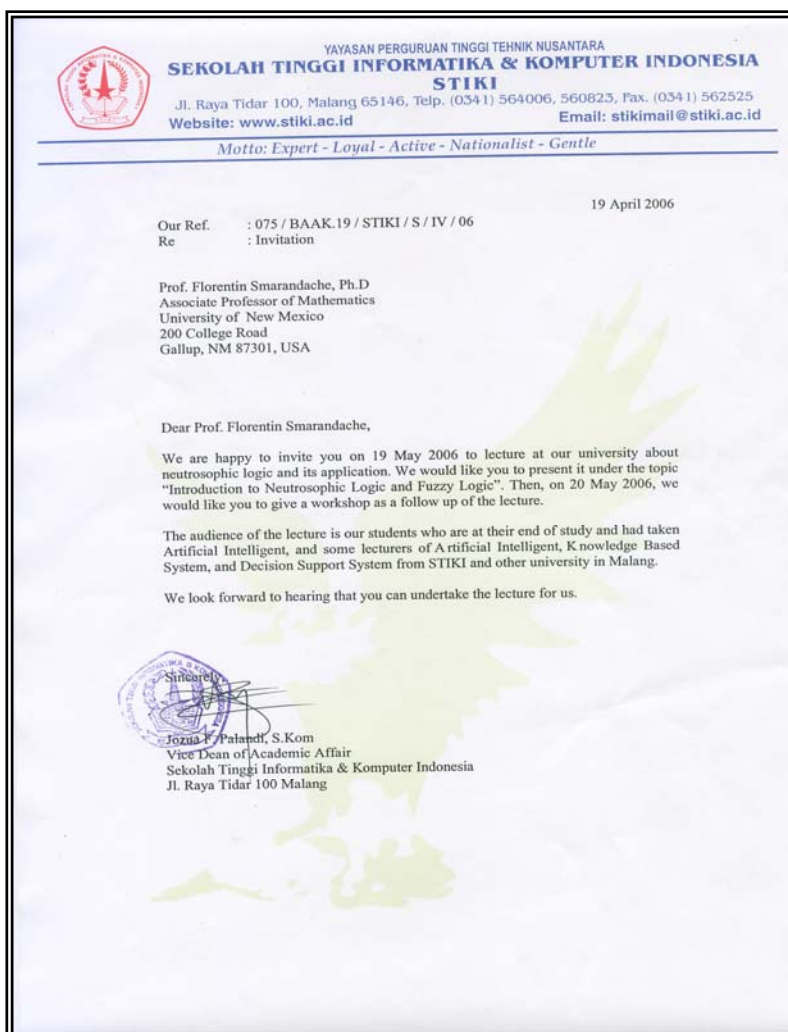 YAYASAN PERGURUAN TINGGI TEHNIK NUSANTARA
SEKOLAH TINGGI INFORMATIKA & KOMPUTER INDONESIA
STIKI
Jl. Raya Tidar 100, Malang 65146, Telp. (0341) 564006, 560823, Fax. (0341) 562525
Website: www.stiki.ac.id Email: stikimail@stiki.ac.id
Motto: Expert - Loyal - Active - Nationalist - Gentle
19 April 2006
Our Ref. : 075 / BAAK.19 / STIKI / S / IV / 06
Re : Invitation
Prof. Florentin Smarandache, Ph.D
Associate Professor of Mathematics
University of New Mexico
200 College Road
Gallup, NM 87301, USA
Dear Prof. Florentin Smarandache,
We are happy to invite you on 19 May 2006 to lecture at our university about
neutrosophic logic and its application. We would like you to present it under the topic
“Introduction to Neutrosophic Logic and Fuzzy Logic”. Then, on 20 May 2006, we
would like you to give a workshop as a follow up of the lecture.
The audience of the lecture is our students who are at their end of study and had taken
Artificial Intelligent, and some lecturers of Artificial Intelligent, Knowledge Based
System, and Decision Support System from STIKI and other university in Malang.
We look forward to hearing that you can undertake the lecture for us.
Sincerely
Jozua F. Palandi, S.Kom
Vice Dean of Academic Affair
Sekolah Tinggi Informatika & Komputer Indonesia
Jl. Raya Tidar 100 Malang